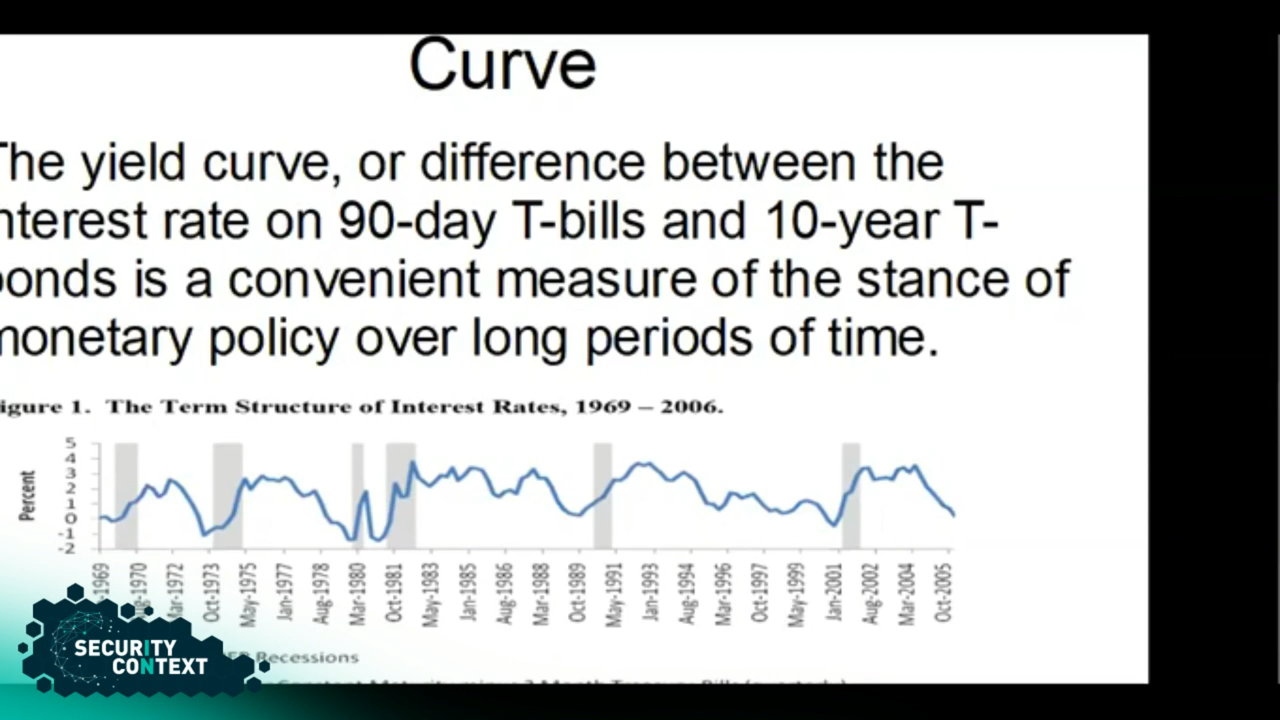 Curve
The yield curve, or difference between the
nterest rate on 90-day T-bills and 10-year T-
onds is a convenient measure of the stance of
monetary policy over long periods of time.
igure 1. The Term Structure of Interest Rates, 1969 – 2006.
Percent
5
4
3
2
1
0
-1
-2
-1969
-1970
Mar-1972
Oct-1973
May-1975
Jan-1977
Aug-1978
Mar-1980
Oct-1981
May-1983
Jan-1985
Aug-1986
Mar-1988
Oct-1989
May-1991
Jan-1993
Aug-1994
Mar-1996
Oct-1997
May-1999
Jan-2001
Aug-2002
Mar-2004
Oct-2005
Recessions
SECURITY
CONTEXT